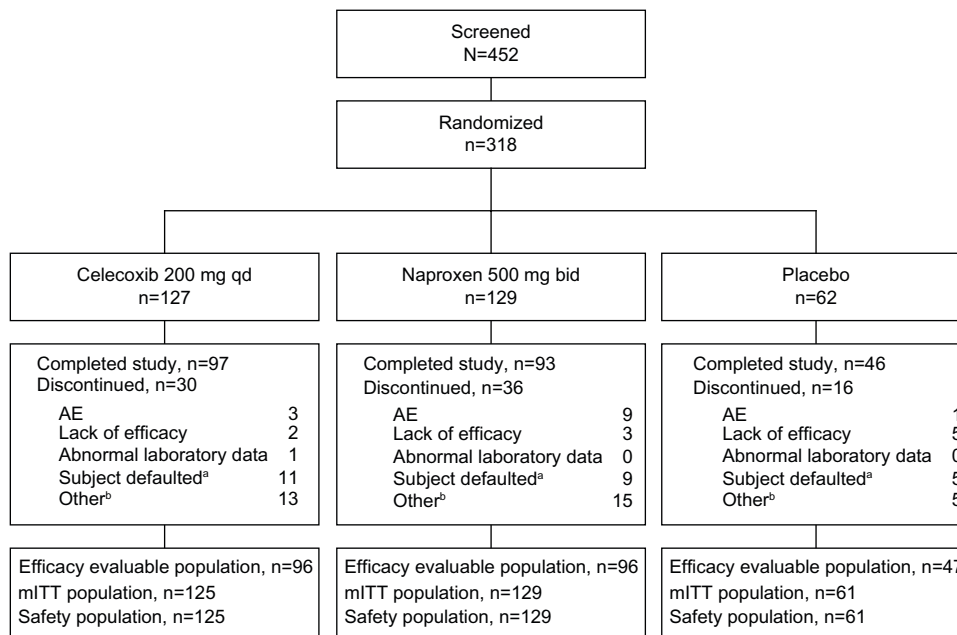 Screened
N=452
Randomized
n=318
Celecoxib 200 mg qd
n=127
Naproxen 500 mg bid
n=129
Placebo
n=62
Completed study, n=97
Discontinued, n=30
AE 3
Lack of efficacy 2
Abnormal laboratory data 1
Subject defaultedᵃ 11
Otherᵇ 13
Completed study, n=93
Discontinued, n=36
AE 9
Lack of efficacy 3
Abnormal laboratory data 0
Subject defaultedᵃ 9
Otherᵇ 15
Completed study, n=46
Discontinued, n=16
AE 1
Lack of efficacy 5
Abnormal laboratory data 0
Subject defaultedᵃ 5
Otherᵇ 5
Efficacy evaluable population, n=96
mITT population, n=125
Safety population, n=125
Efficacy evaluable population, n=96
mITT population, n=129
Safety population, n=129
Efficacy evaluable population, n=47
mITT population, n=61
Safety population, n=61